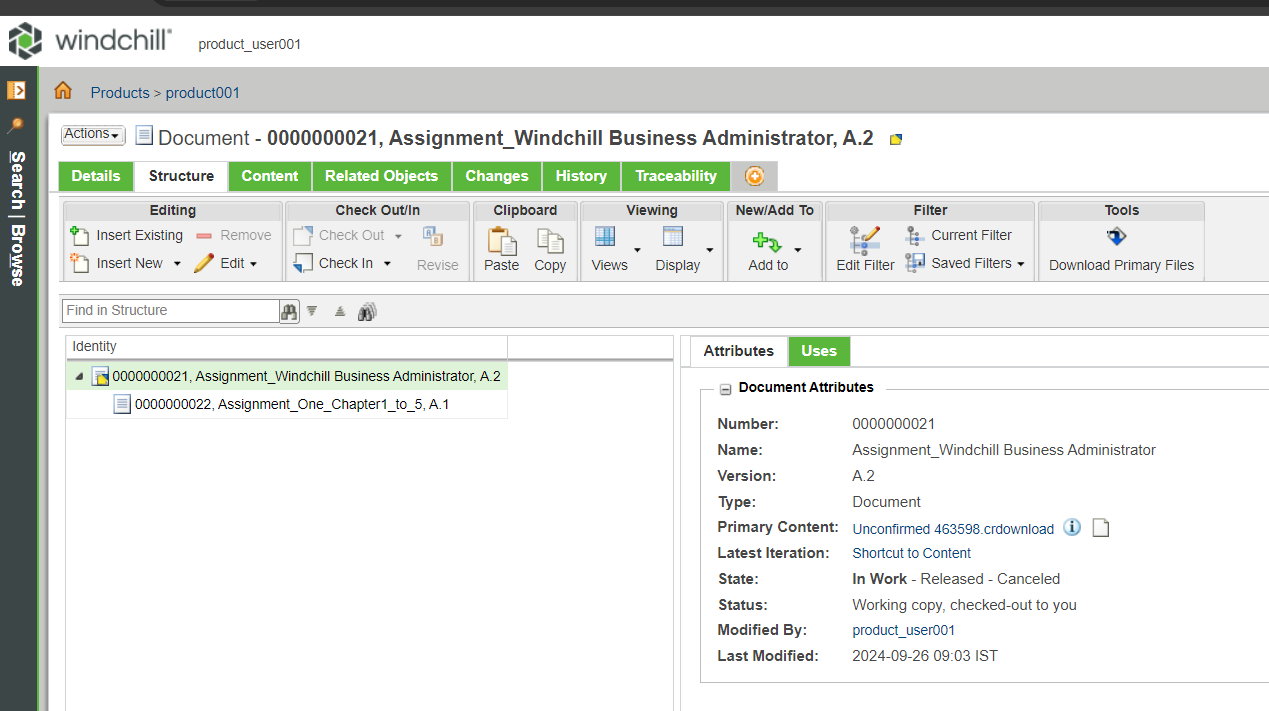 windchill product_user001
Products > product001
Actions Document - 0000000021, Assignment_Windchill Business Administrator, A.2
Details Structure Content Related Objects Changes History Traceability
Search | Browse
Editing Check Out/In Clipboard Viewing New/Add To Filter Tools
Insert Existing Remove Check Out Current Filter
Insert New Edit Check In Revise Paste Copy Views Display Add to Edit Filter Saved Filters Download Primary Files
Find in Structure
Identity
0000000021, Assignment_Windchill Business Administrator, A.2
0000000022, Assignment_One_Chapter1_to_5, A.1
Attributes Uses
Document Attributes
Number: 0000000021
Name: Assignment_Windchill Business Administrator
Version: A.2
Type: Document
Primary Content: Unconfirmed 463598.crdownload
Latest Iteration: Shortcut to Content
State: In Work - Released - Canceled
Status: Working copy, checked-out to you
Modified By: product_user001
Last Modified: 2024-09-26 09:03 IST